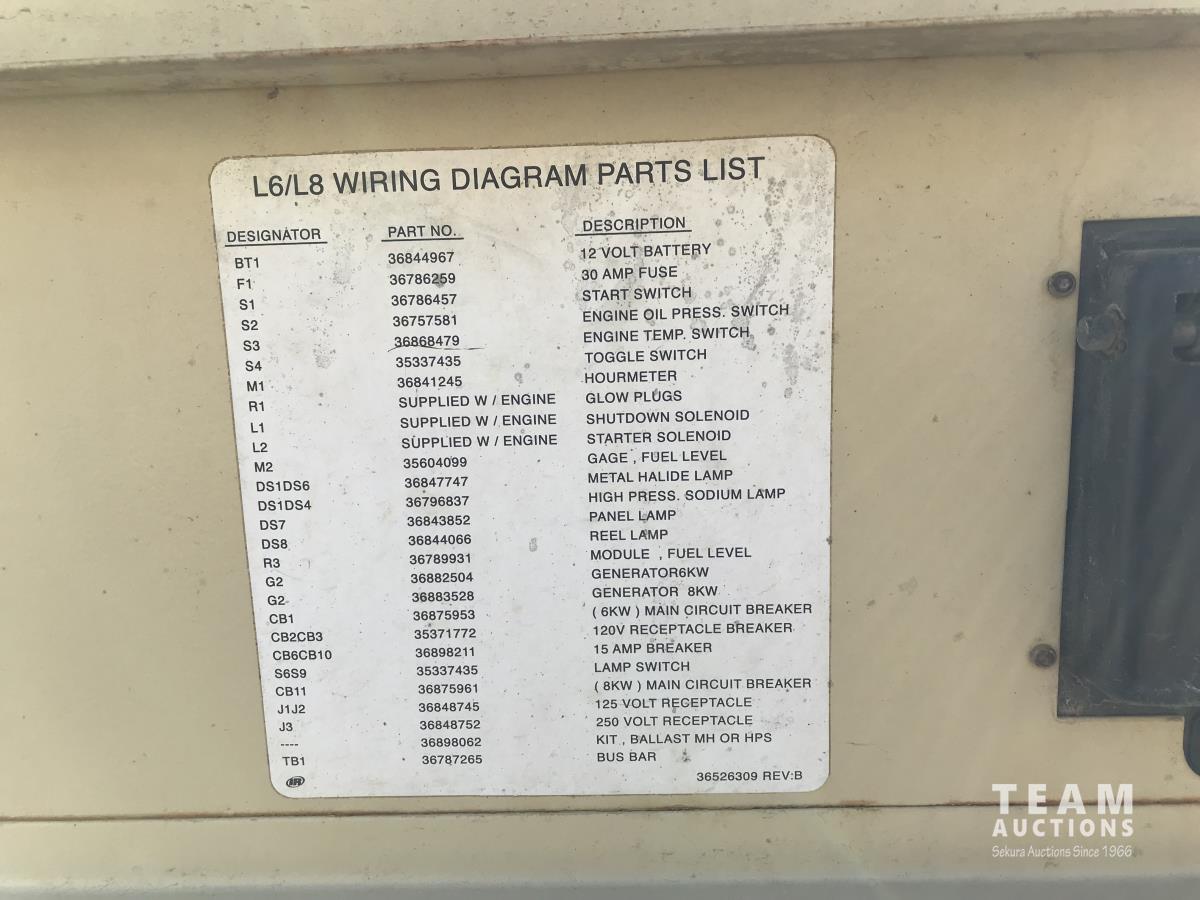 L6/L8 WIRING DIAGRAM PARTS LIST
DESIGNATOR PART NO. DESCRIPTION
BT1 36844967 12 VOLT BATTERY
F1 36786259 30 AMP FUSE
S1 36786457 START SWITCH
S2 36757581 ENGINE OIL PRESS. SWITCH
S3 36868479 ENGINE TEMP. SWITCH
S4 35337435 TOGGLE SWITCH
M1 36841245 HOURMETER
R1 SUPPLIED W / ENGINE GLOW PLUGS
L1 SUPPLIED W / ENGINE SHUTDOWN SOLENOID
L2 SUPPLIED W / ENGINE STARTER SOLENOID
M2 35604099 GAGE , FUEL LEVEL
DS1DS6 36847747 METAL HALIDE LAMP
DS1DS4 36796837 HIGH PRESS. SODIUM LAMP
DS7 36843852 PANEL LAMP
DS8 36844066 REEL LAMP
R3 36789931 MODULE , FUEL LEVEL
G2 36882504 GENERATOR6KW
G2 36883528 GENERATOR 8KW
CB1 36875953 ( 6KW ) MAIN CIRCUIT BREAKER
CB2CB3 35371772 120V RECEPTACLE BREAKER
CB6CB10 36898211 15 AMP BREAKER
S6S9 35337435 LAMP SWITCH
CB11 36875961 ( 8KW ) MAIN CIRCUIT BREAKER
J1J2 36848745 125 VOLT RECEPTACLE
J3 36848752 250 VOLT RECEPTACLE
---- 36898062 KIT , BALLAST MH OR HPS
TB1 36787265 BUS BAR
IR 36526309 REV:B
TEAM
AUCTIONS
Sekura Auctions Since 1966